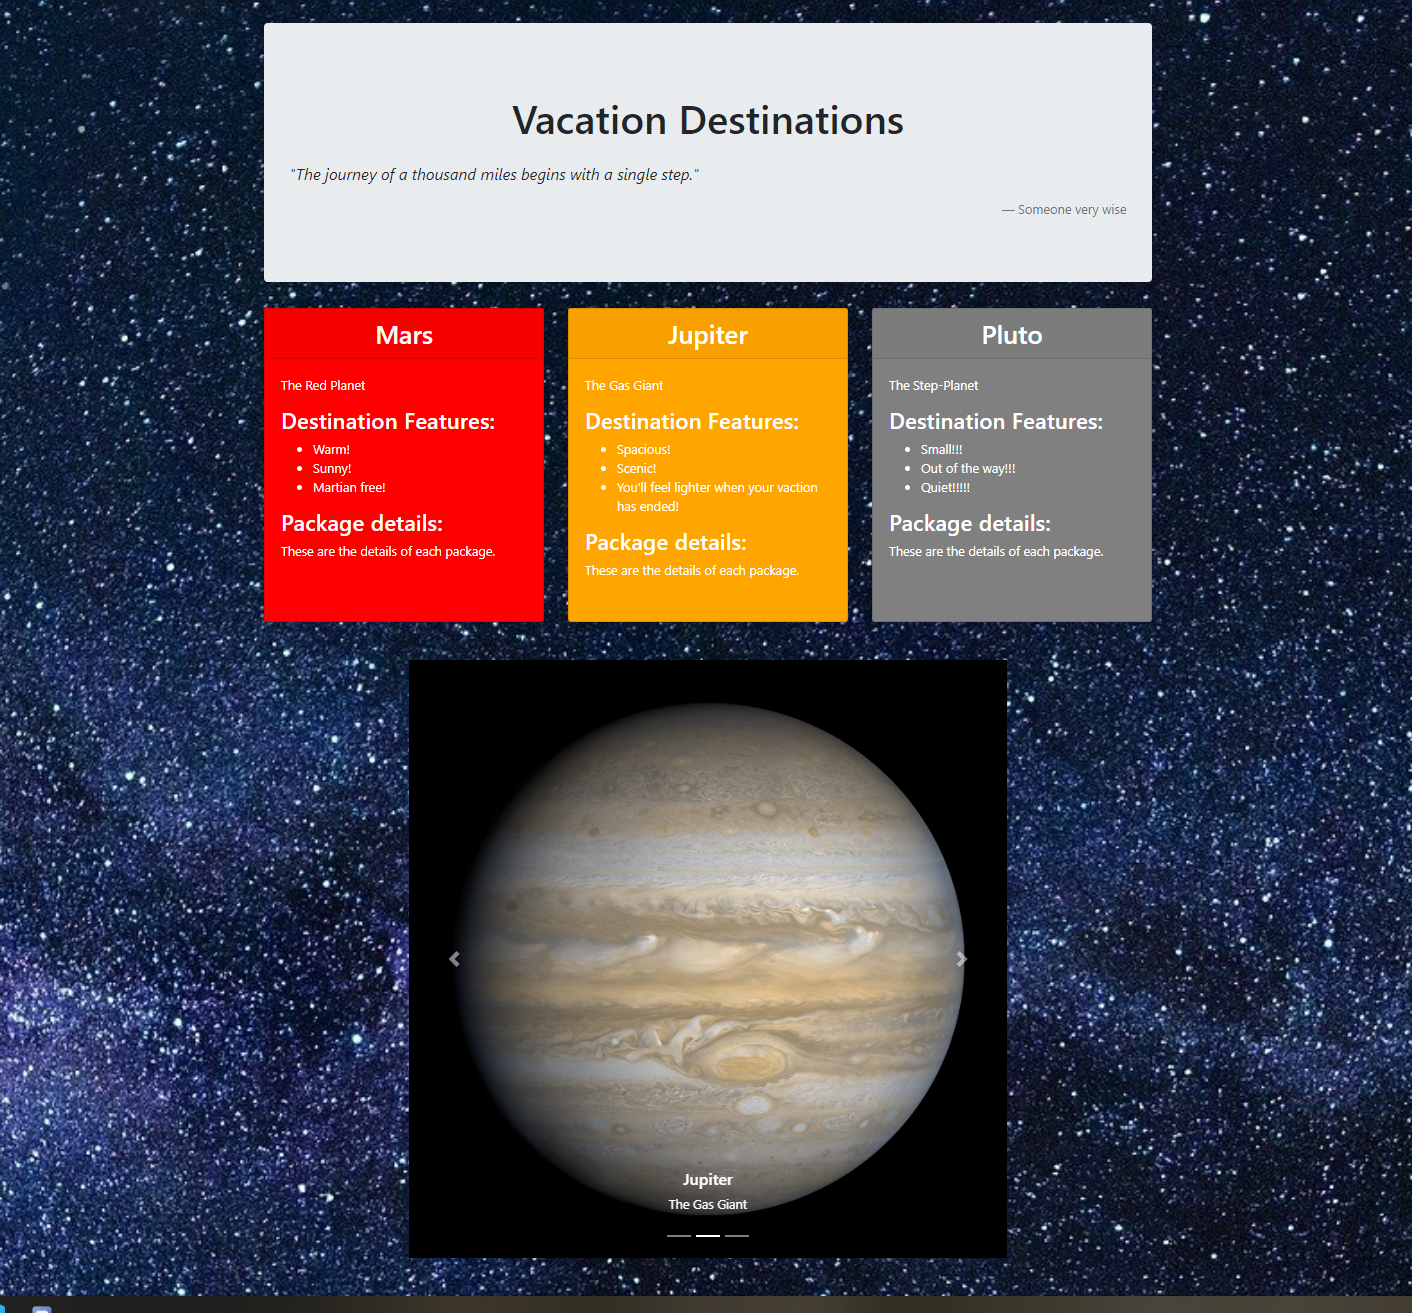 Vacation Destinations
"The journey of a thousand miles begins with a single step."
— Someone very wise
Mars
The Red Planet
Destination Features:
Warm!
Sunny!
Martian free!
Package details:
These are the details of each package.
Jupiter
The Gas Giant
Destination Features:
Spacious!
Scenic!
You'll feel lighter when your vaction
has ended!
Package details:
These are the details of each package.
Pluto
The Step-Planet
Destination Features:
Small!!!
Out of the way!!!
Quiet!!!!!
Package details:
These are the details of each package.
Jupiter
The Gas Giant